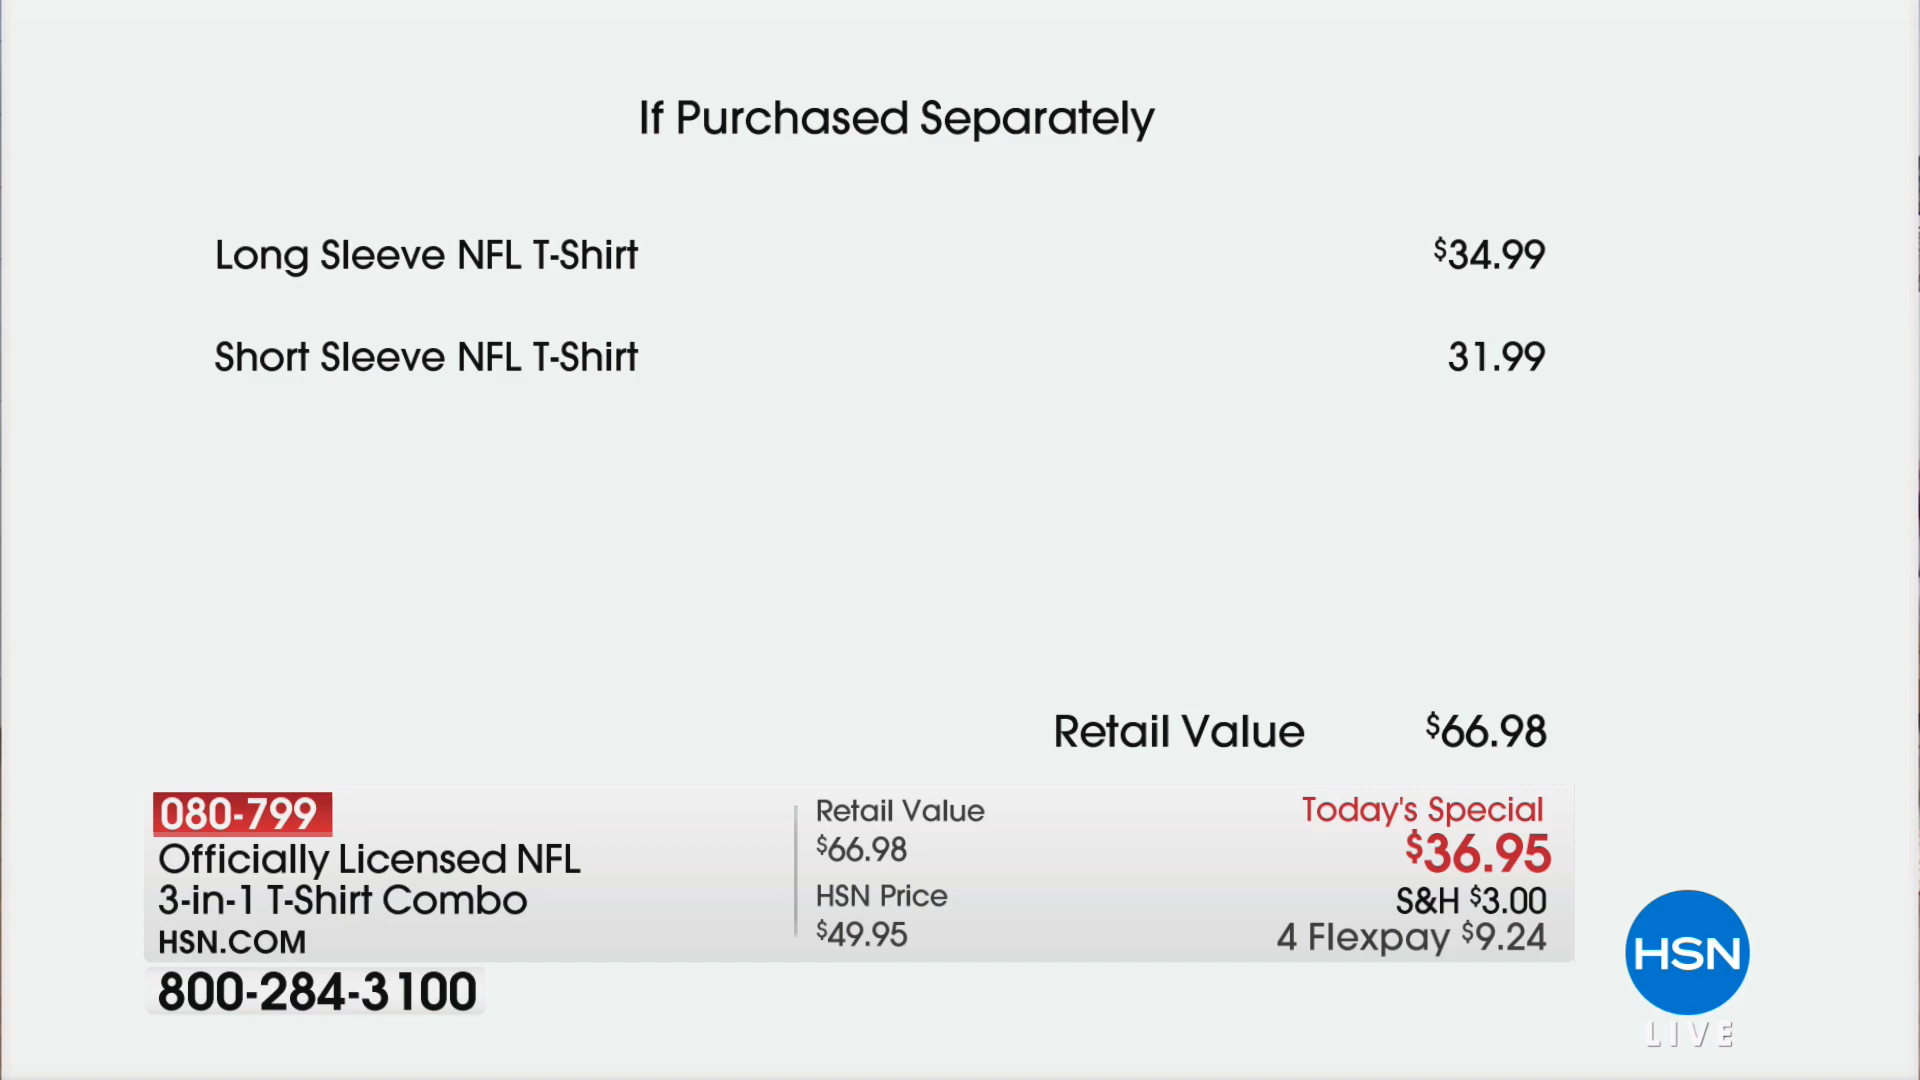 If Purchased Separately
Long Sleeve NFL T-Shirt $34.99
Short Sleeve NFL T-Shirt 31.99
Retail Value $66.98
080-799
Officially Licensed NFL
3-in-1 T-Shirt Combo
HSN.COM
800-284-3100
Retail Value
$66.98
HSN Price
$49.95
Today's Special
$36.95
S&H $3.00
4 Flexpay $9.24
HSN
LIVE